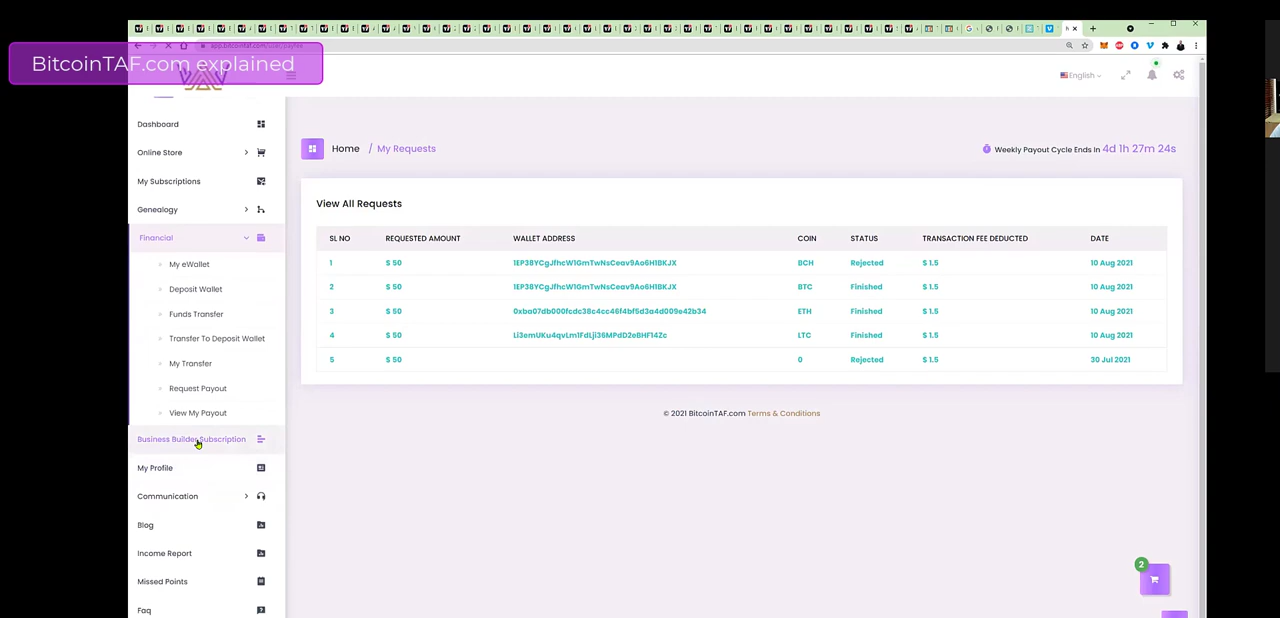 BitcoinTAF.com explained
English
Dashboard
Online Store
My Subscriptions
Genealogy
Financial
My eWallet
Deposit Wallet
Funds Transfer
Transfer To Deposit Wallet
My Transfer
Request Payout
View My Payout
Business Builder Subscription
My Profile
Communication
Blog
Income Report
Missed Points
Faq
Home / My Requests
Weekly Payout Cycle Ends In 4d 1h 27m 24s
View All Requests
SL NO REQUESTED AMOUNT WALLET ADDRESS COIN STATUS TRANSACTION FEE DEDUCTED DATE
1 $ 50 1EP38YCgJfhcW1GmTwNsCeav9Ao6H1BKJX BCH Rejected $ 1.5 10 Aug 2021
2 $ 50 1EP38YCgJfhcW1GmTwNsCeav9Ao6H1BKJX BTC Finished $ 1.5 10 Aug 2021
3 $ 50 0xba07db000fcdc38c4cc46f4bf5d3a4d009e42b34 ETH Finished $ 1.5 10 Aug 2021
4 $ 50 Li3emUKu4qvLm1FdLji36MPdD2eBHF14Zc LTC Finished $ 1.5 10 Aug 2021
5 $ 50 0 Rejected $ 1.5 30 Jul 2021
© 2021 BitcoinTAF.com Terms & Conditions
2